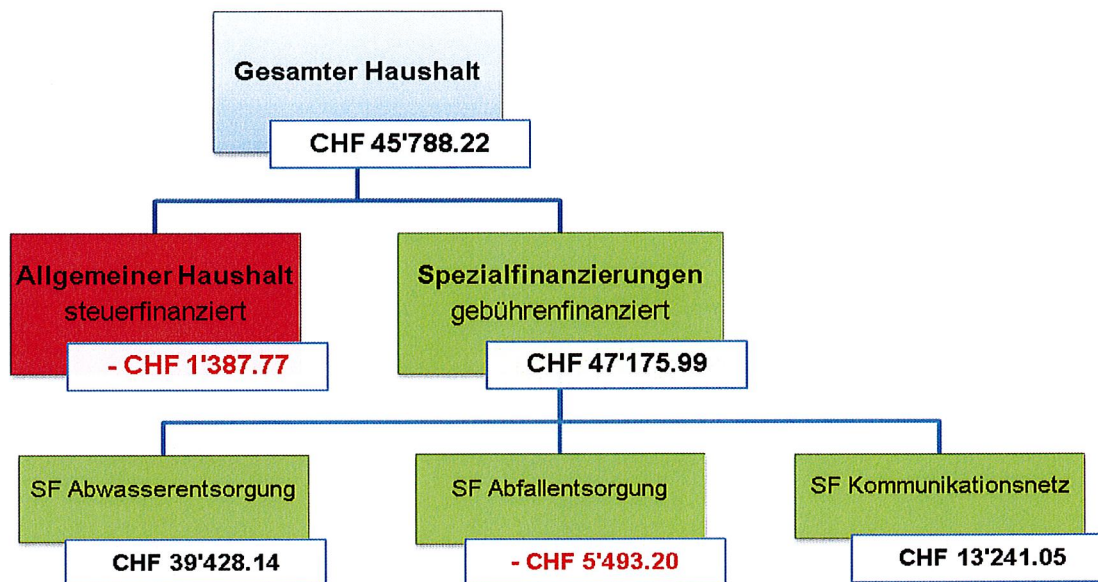 Gesamter Haushalt
CHF 45'788.22
Allgemeiner Haushalt
steuerfinanziert
- CHF 1'387.77
Spezialfinanzierungen
gebührenfinanziert
CHF 47'175.99
SF Abwasserentsorgung
CHF 39'428.14
SF Abfallentsorgung
- CHF 5'493.20
SF Kommunikationsnetz
CHF 13'241.05